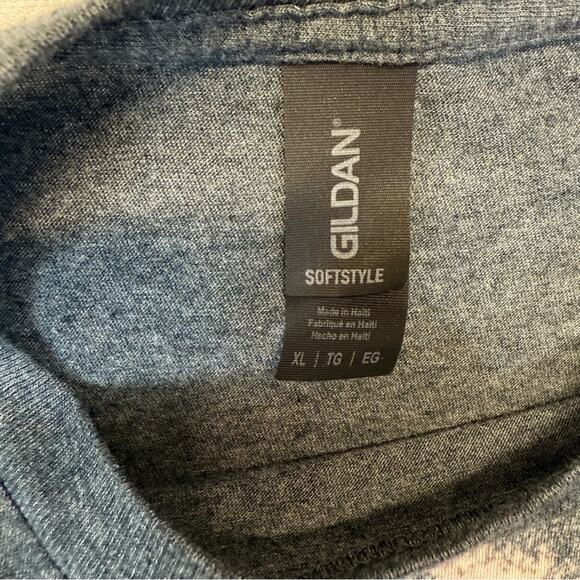 GILDAN®
SOFTSTYLE
Made in Haiti
Fabriqué en Haïti
Hecho en Haití
XL / TG / EG